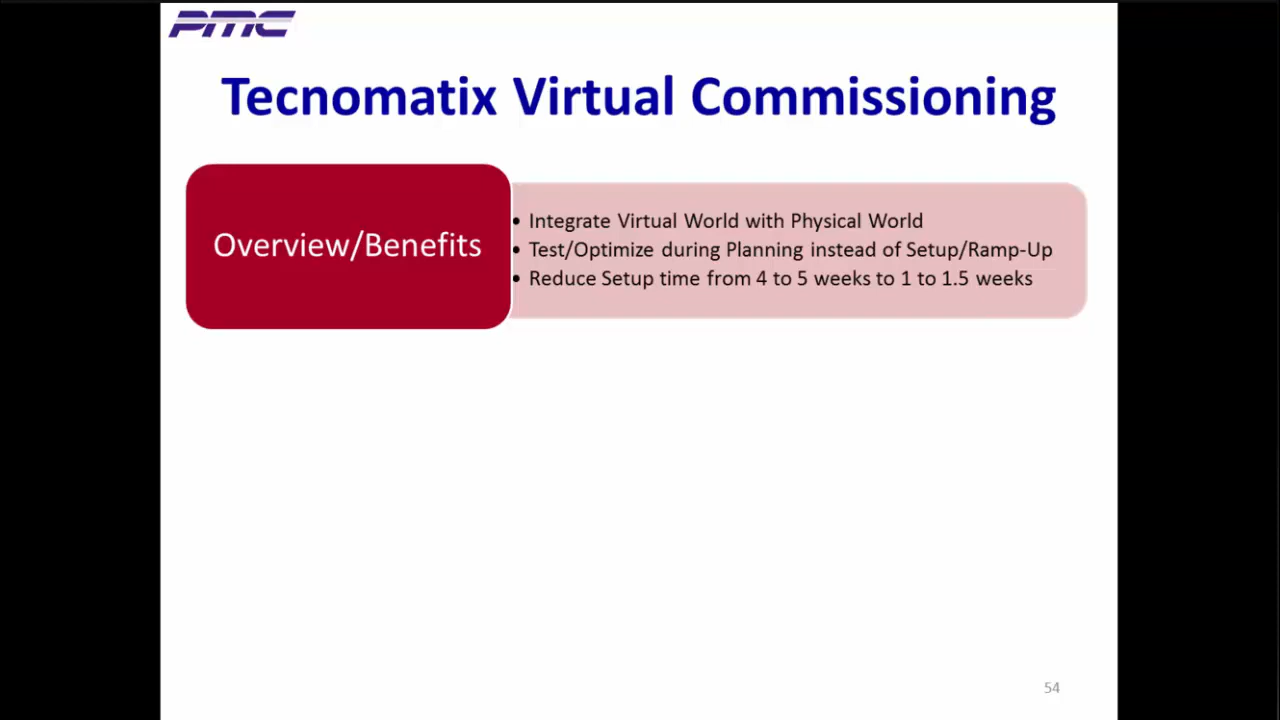 PMC
Tecnomatix Virtual Commissioning
Overview/Benefits
• Integrate Virtual World with Physical World
• Test/Optimize during Planning instead of Setup/Ramp-Up
• Reduce Setup time from 4 to 5 weeks to 1 to 1.5 weeks
54